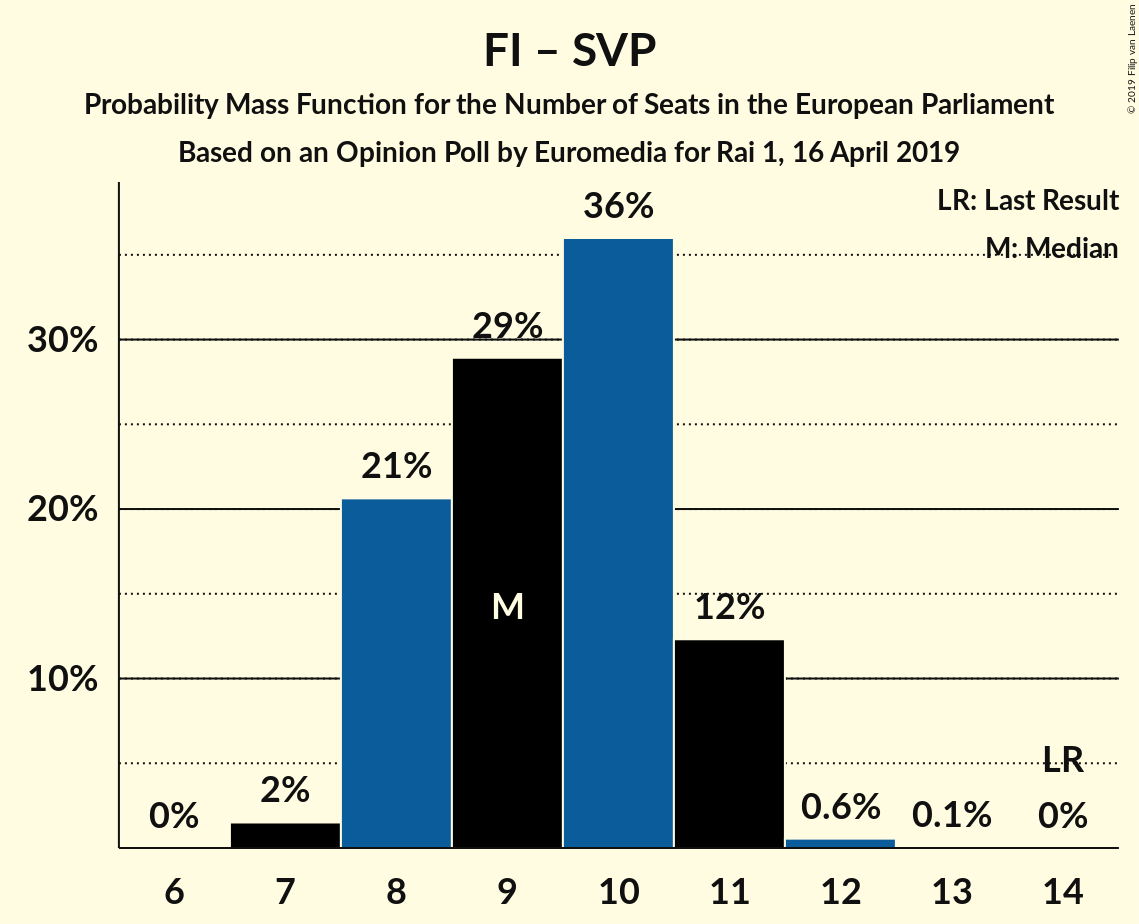 FI – SVP
Probability Mass Function for the Number of Seats in the European Parliament
Based on an Opinion Poll by Euromedia for Rai 1, 16 April 2019
© 2019 Filip van Laenen
LR: Last Result
M: Median
36%
29%
21%
12%
2%
0%
0.6%
0.1%
0%
LR
M
30%
20%
10%
6 7 8 9 10 11 12 13 14